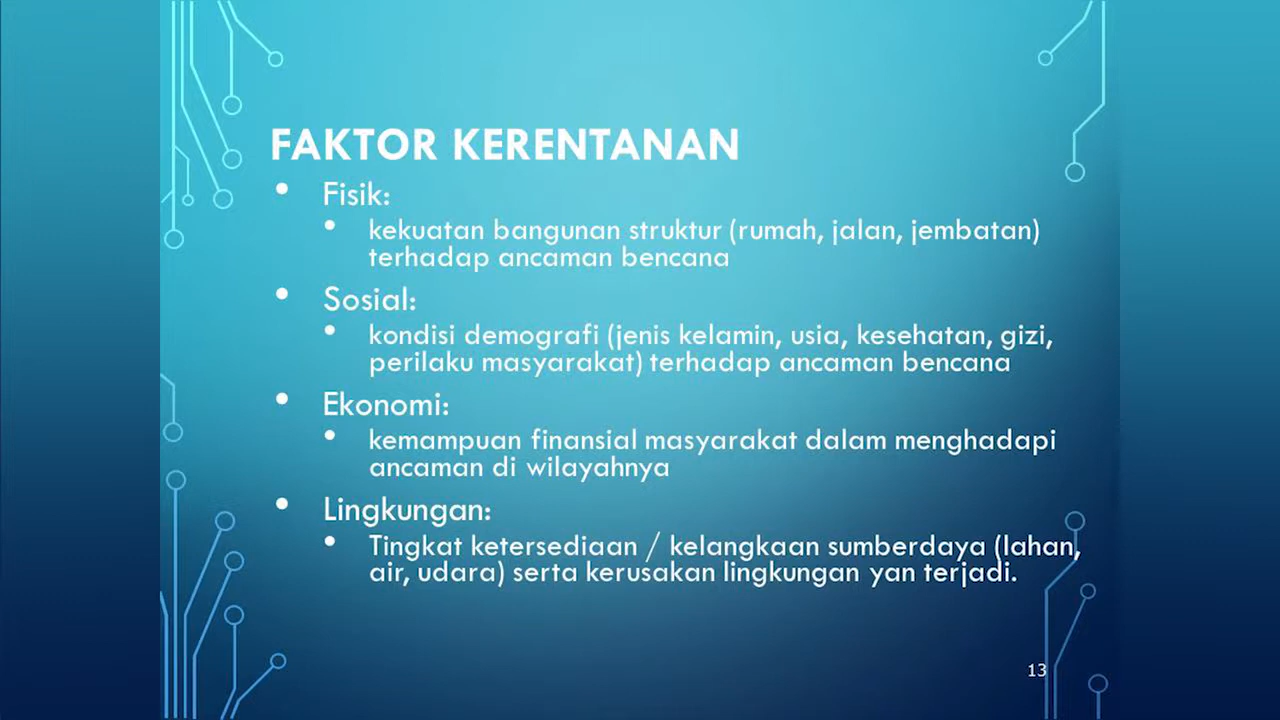 FAKTOR KERENTANAN
• Fisik:
• kekuatan bangunan struktur (rumah, jalan, jembatan)
terhadap ancaman bencana
• Sosial:
• kondisi demografi (jenis kelamin, usia, kesehatan, gizi,
perilaku masyarakat) terhadap ancaman bencana
• Ekonomi:
• kemampuan finansial masyarakat dalam menghadapi
ancaman di wilayahnya
• Lingkungan:
• Tingkat ketersediaan / kelangkaan sumberdaya (lahan,
air, udara) serta kerusakan lingkungan yan terjadi.
13